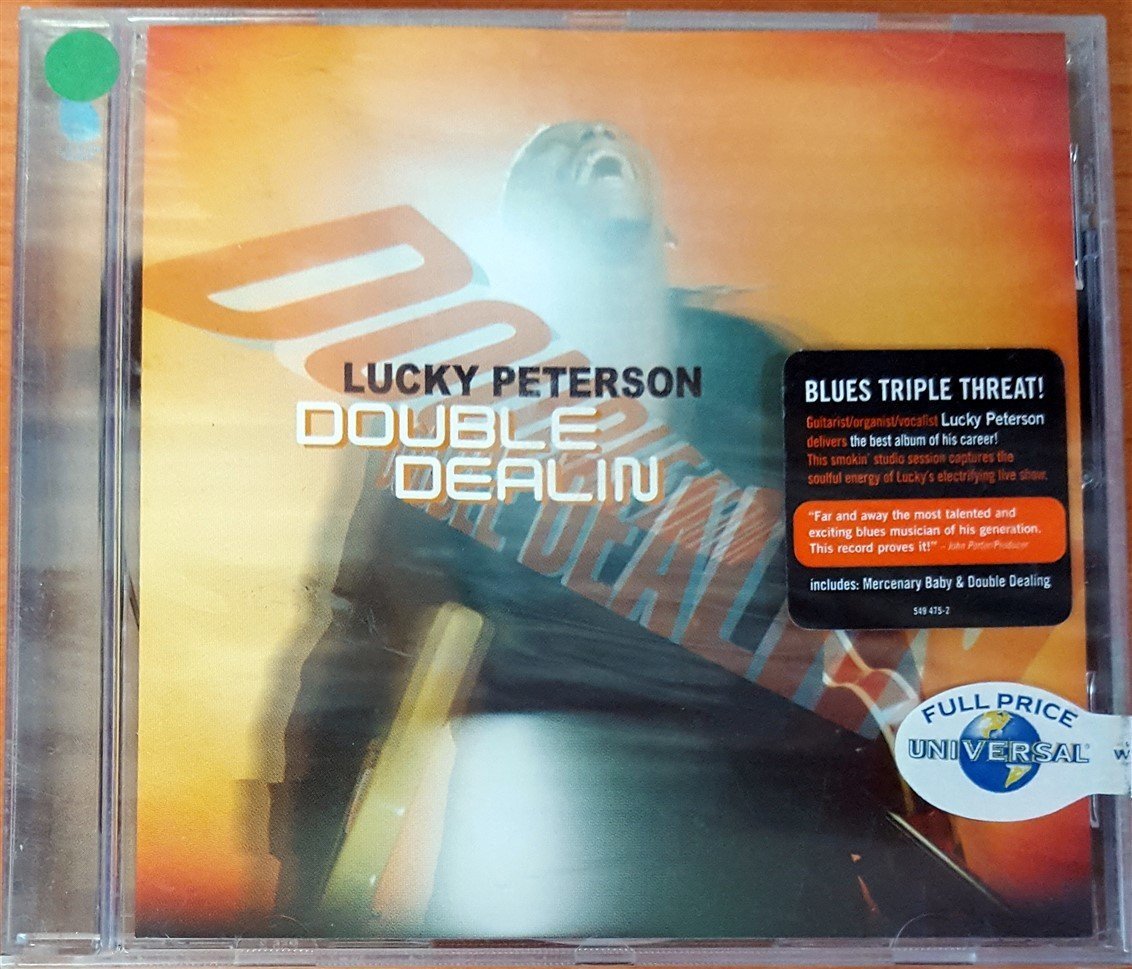 LUCKY PETERSON
DOUBLE
DEALIN
BLUES TRIPLE THREAT!
Guitarist/organist/vocalist Lucky Peterson
delivers the best album of his career!
This smokin' studio session captures the
soulful energy of Lucky's electrifying live show.
"Far and away the most talented and
exciting blues musician of his generation.
This record proves it!" - John Porter/Producer
includes: Mercenary Baby & Double Dealing
549 475-2
FULL PRICE
UNIVERSAL